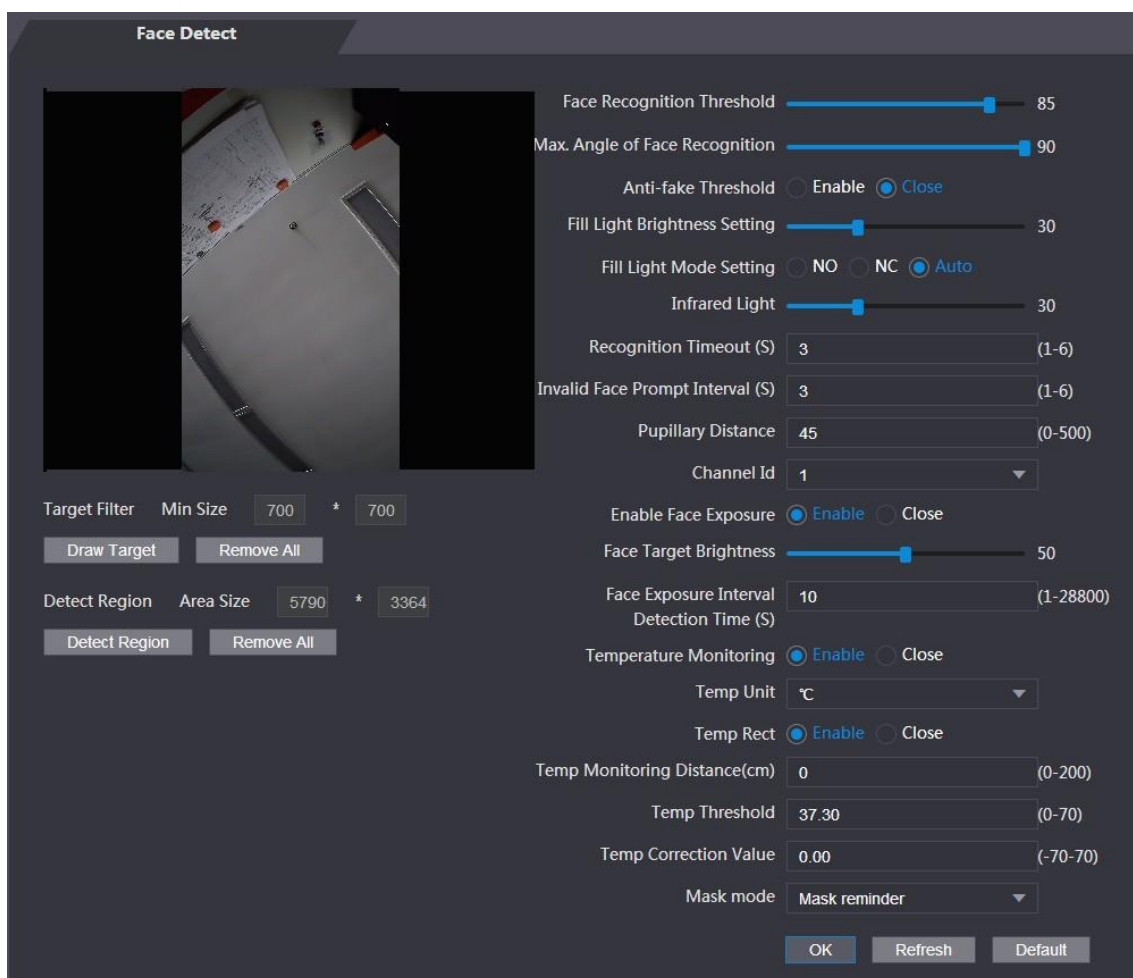 Face Detect
Face Recognition Threshold 85
Max. Angle of Face Recognition 90
Anti-fake Threshold Enable Close
Fill Light Brightness Setting 30
Fill Light Mode Setting NO NC Auto
Infrared Light 30
Recognition Timeout (S) 3 (1-6)
Invalid Face Prompt Interval (S) 3 (1-6)
Pupillary Distance 45 (0-500)
Channel Id 1
Target Filter Min Size 700 * 700
Draw Target Remove All
Detect Region Area Size 5790 * 3364
Detect Region Remove All
Enable Face Exposure Enable Close
Face Target Brightness 50
Face Exposure Interval 10 (1-28800)
Detection Time (S)
Temperature Monitoring Enable Close
Temp Unit ℃
Temp Rect Enable Close
Temp Monitoring Distance(cm) 0 (0-200)
Temp Threshold 37.30 (0-70)
Temp Correction Value 0.00 (-70-70)
Mask mode Mask reminder
OK Refresh Default